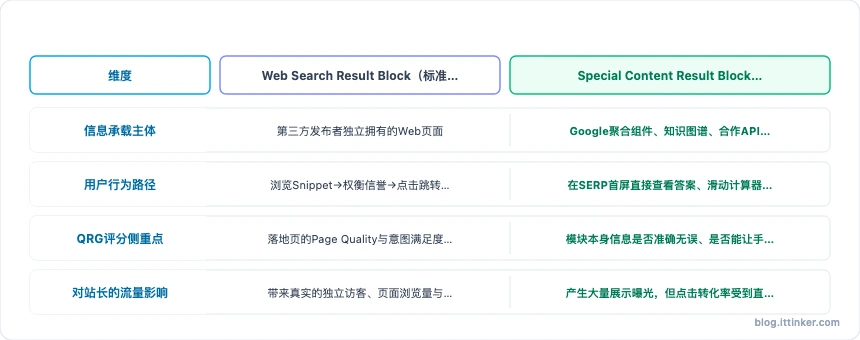 维度 Web Search Result Block（标准... Special Content Result Block...
信息承载主体 第三方发布者独立拥有的Web页面 Google聚合组件、知识图谱、合作API...
用户行为路径 浏览Snippet→权衡信誉→点击跳转... 在SERP首屏直接查看答案、滑动计算器...
QRG评分侧重点 落地页的Page Quality与意图满足度... 模块本身信息是否准确无误、是否能让手...
对站长的流量影响 带来真实的独立访客、页面浏览量与... 产生大量展示曝光，但点击转化率受到直...
blog.ittinker.com